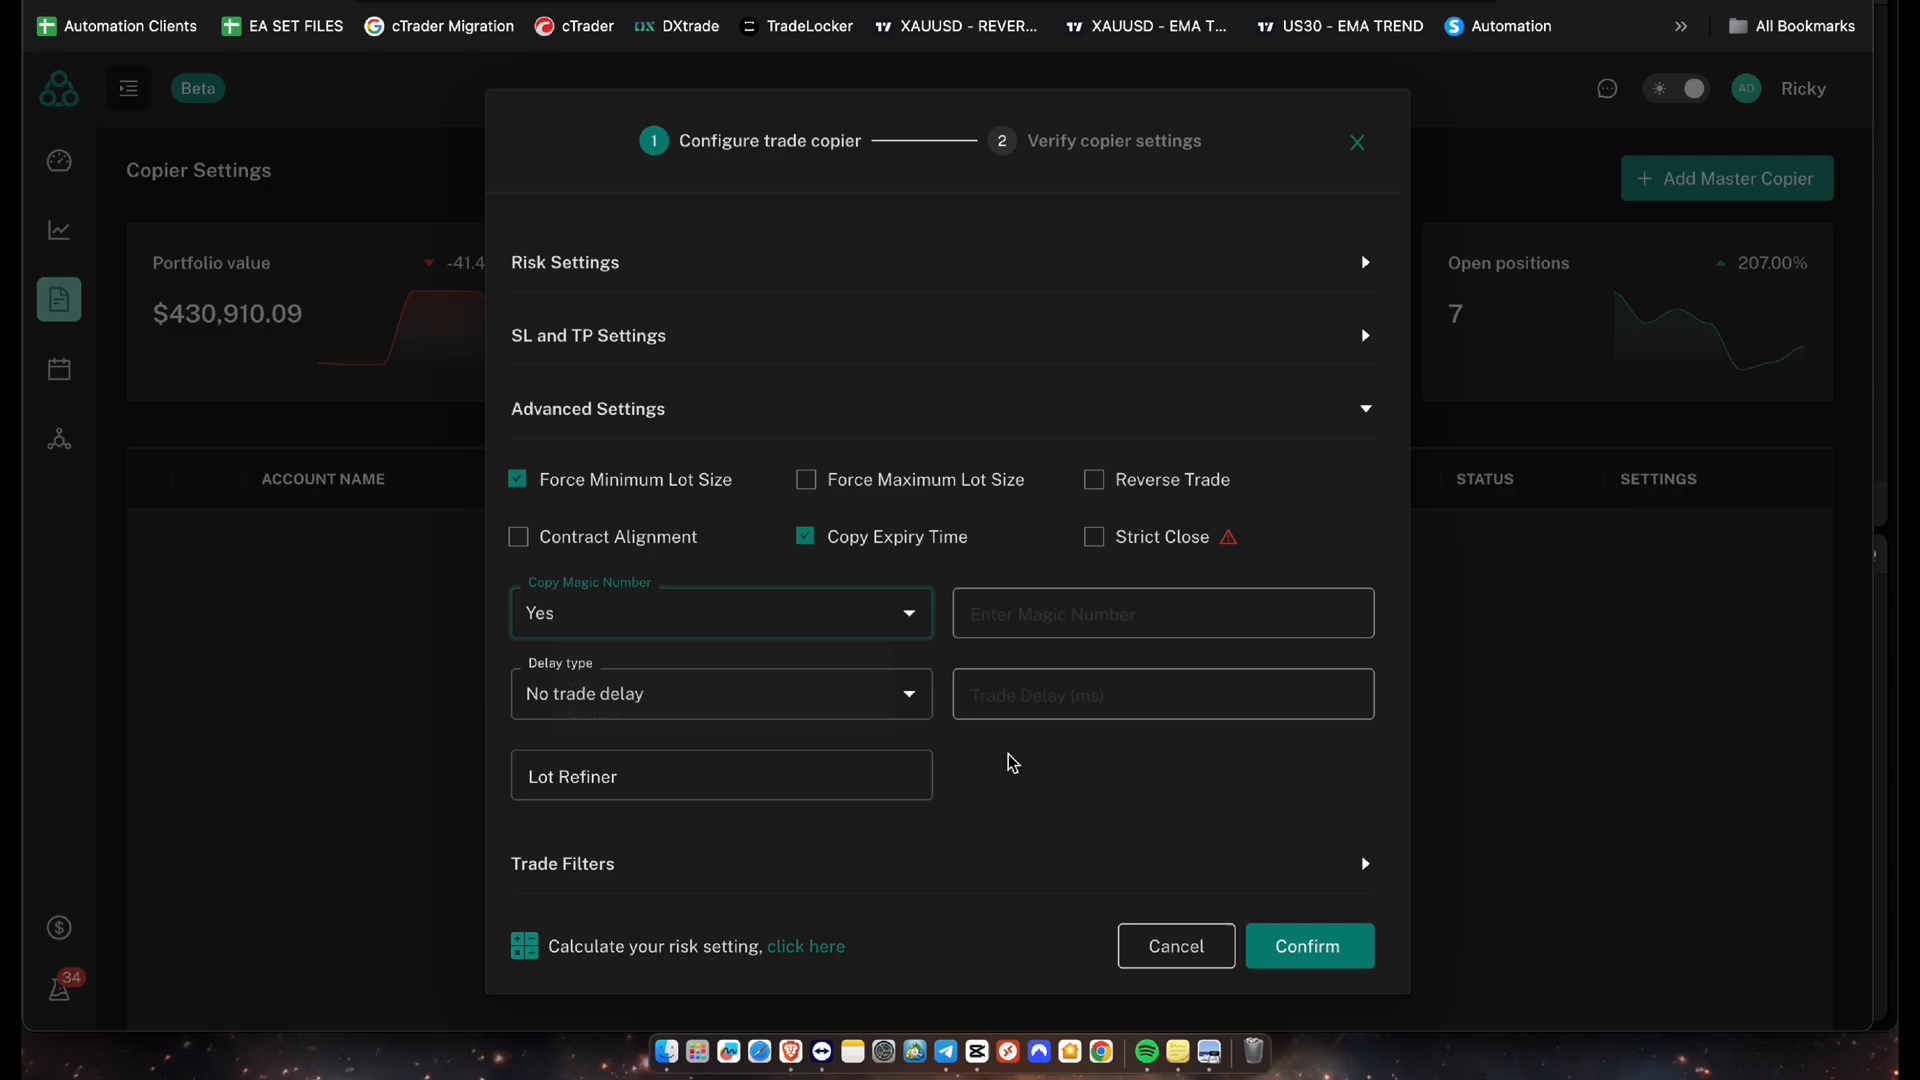 Automation Clients
EA SET FILES
cTrader Migration
cTrader
DXtrade
TradeLocker
XAUUSD - REVER...
XAUUSD - EMA T...
US30 - EMA TREND
Automation
All Bookmarks
Beta
AD
Ricky
1 Configure trade copier
2 Verify copier settings
X
Copier Settings
+ Add Master Copier
Portfolio value
-41.4
$430,910.09
Open positions
207.00%
7
Risk Settings
SL and TP Settings
Advanced Settings
ACCOUNT NAME
STATUS
SETTINGS
Force Minimum Lot Size
Force Maximum Lot Size
Reverse Trade
Contract Alignment
Copy Expiry Time
Strict Close
Copy Magic Number
Yes
Enter Magic Number
Delay type
No trade delay
Trade Delay (ms)
Lot Refiner
Trade Filters
Calculate your risk setting, click here
Cancel
Confirm
34